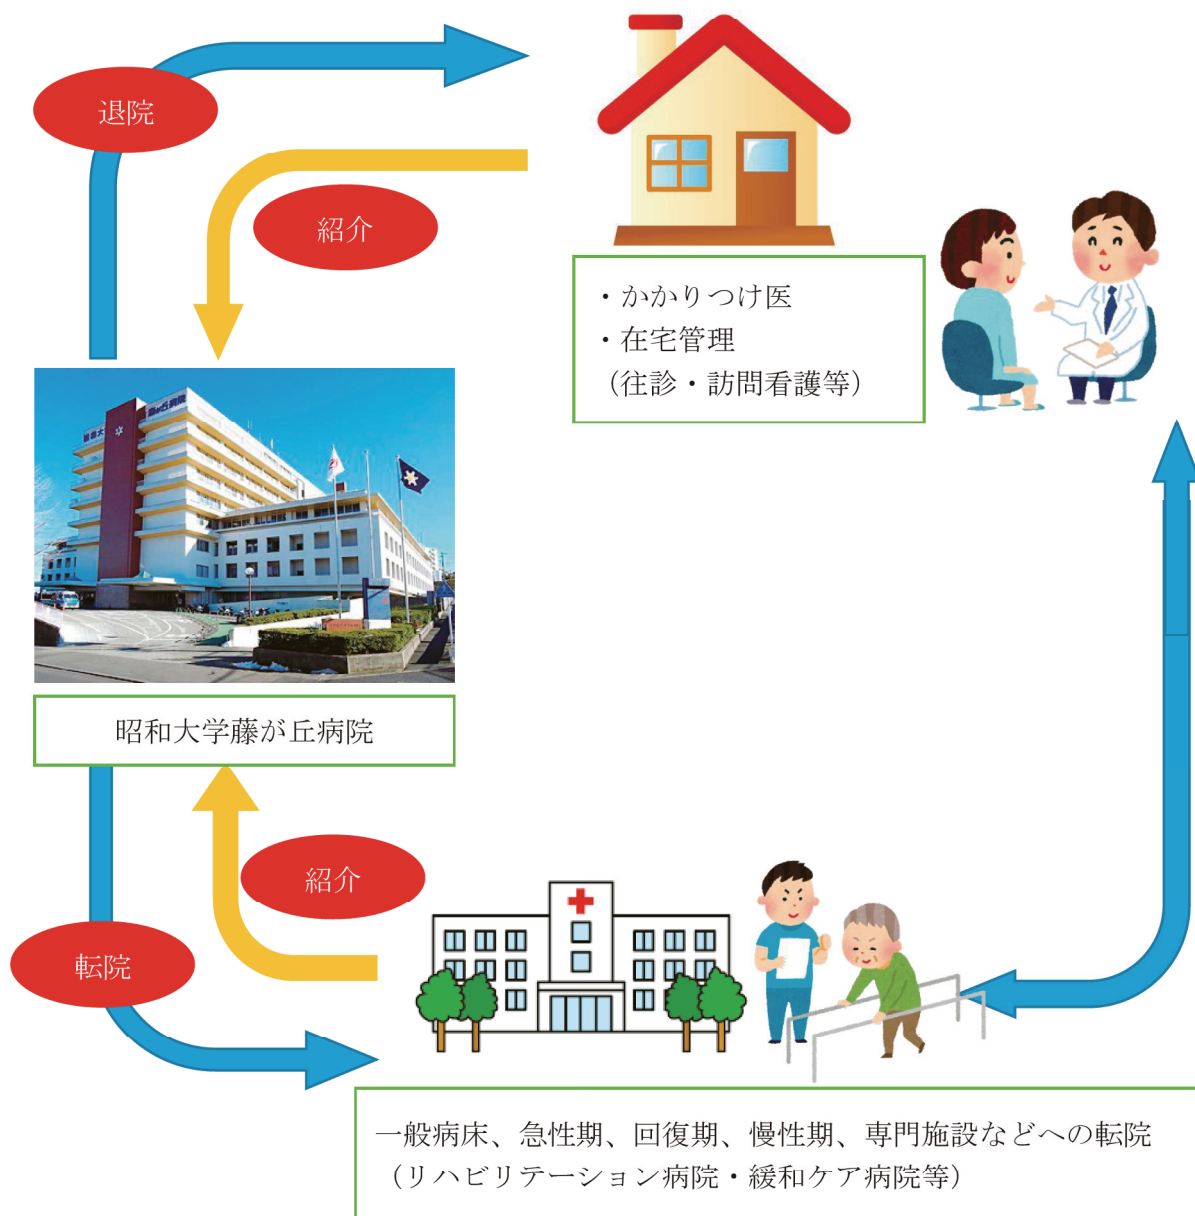 退院
紹介
・かかりつけ医
・在宅管理
（往診・訪問看護等）
昭和大学藤が丘病院
紹介
転院
一般病床、急性期、回復期、慢性期、専門施設などへの転院
（リハビリテーション病院・緩和ケア病院等）